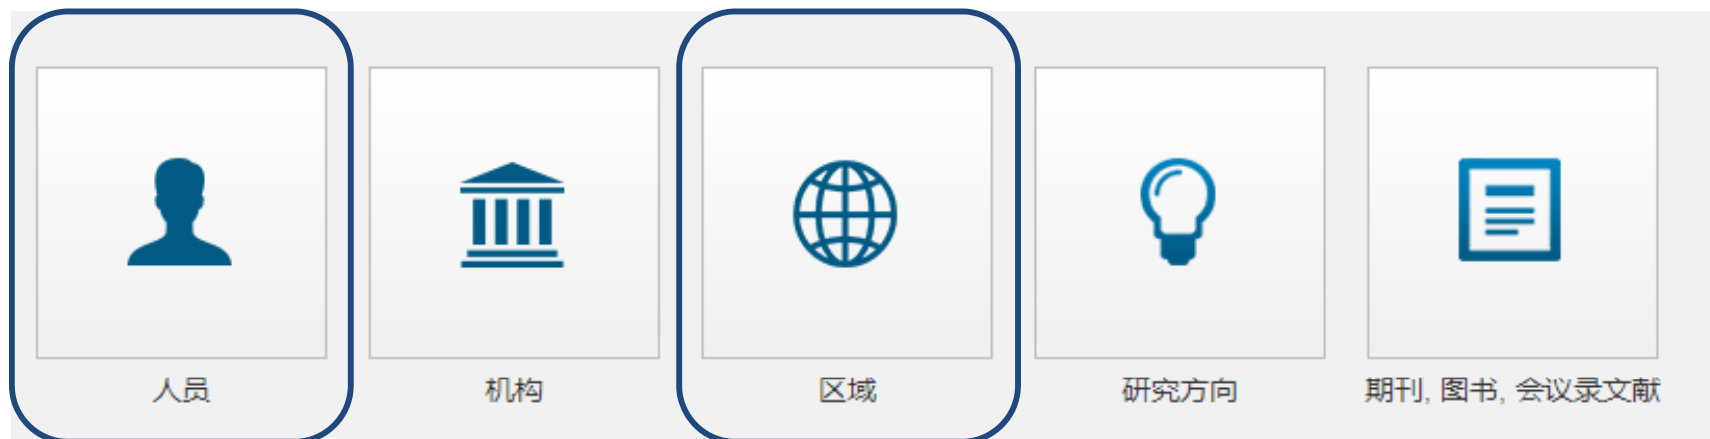 人员
机构
区域
研究方向
期刊, 图书, 会议录文献